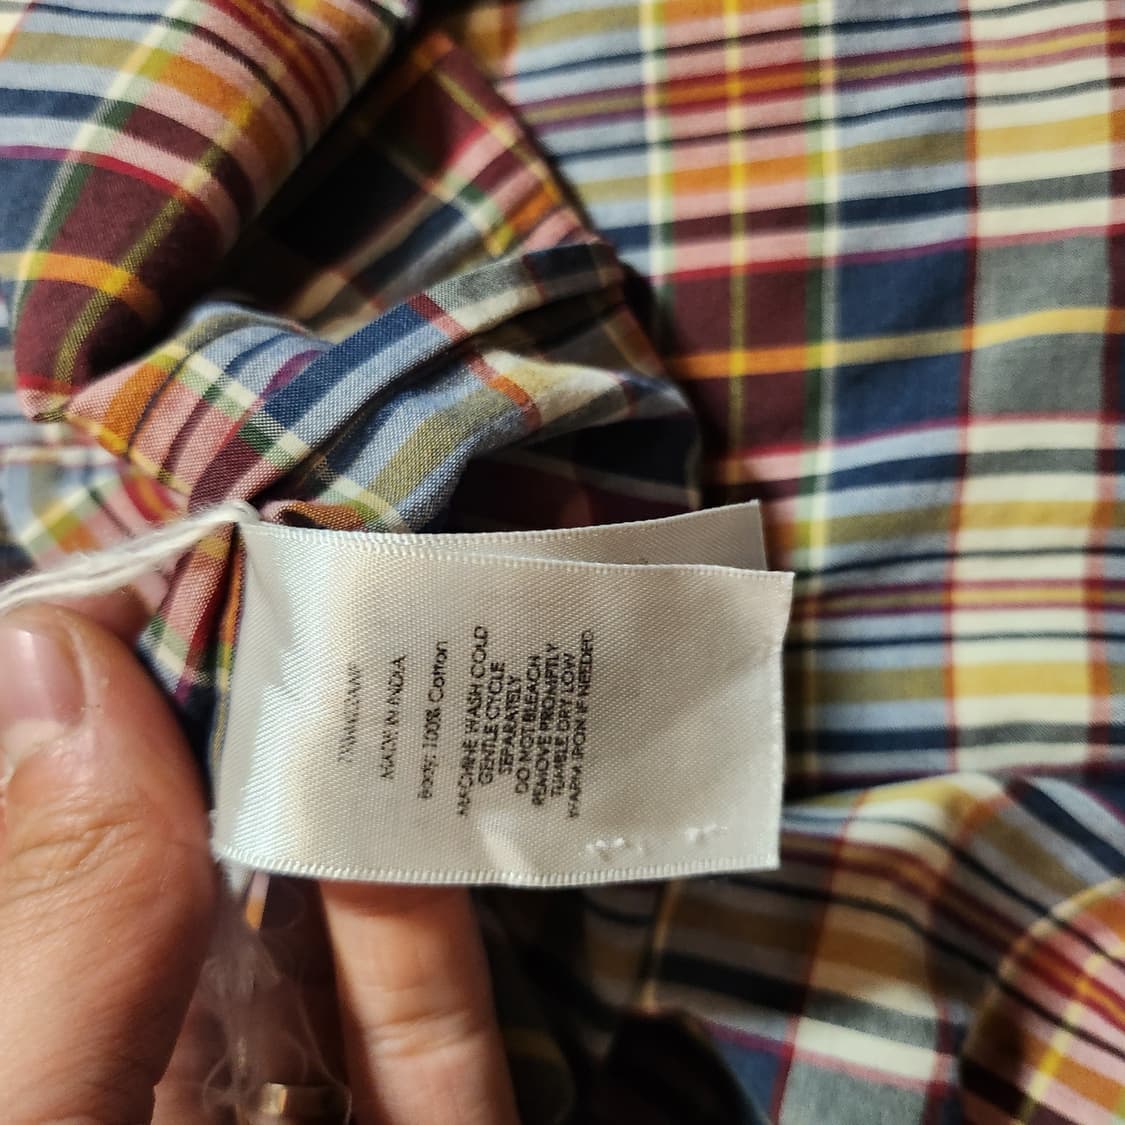 MADE IN INDIA
Body: 100% Cotton
MACHINE WASH COLD
GENTLE CYCLE
SEPARATELY
DO NOT BLEACH
REMOVE PROMPTLY
TUMBLE DRY LOW
WARM IRON IF NEEDED